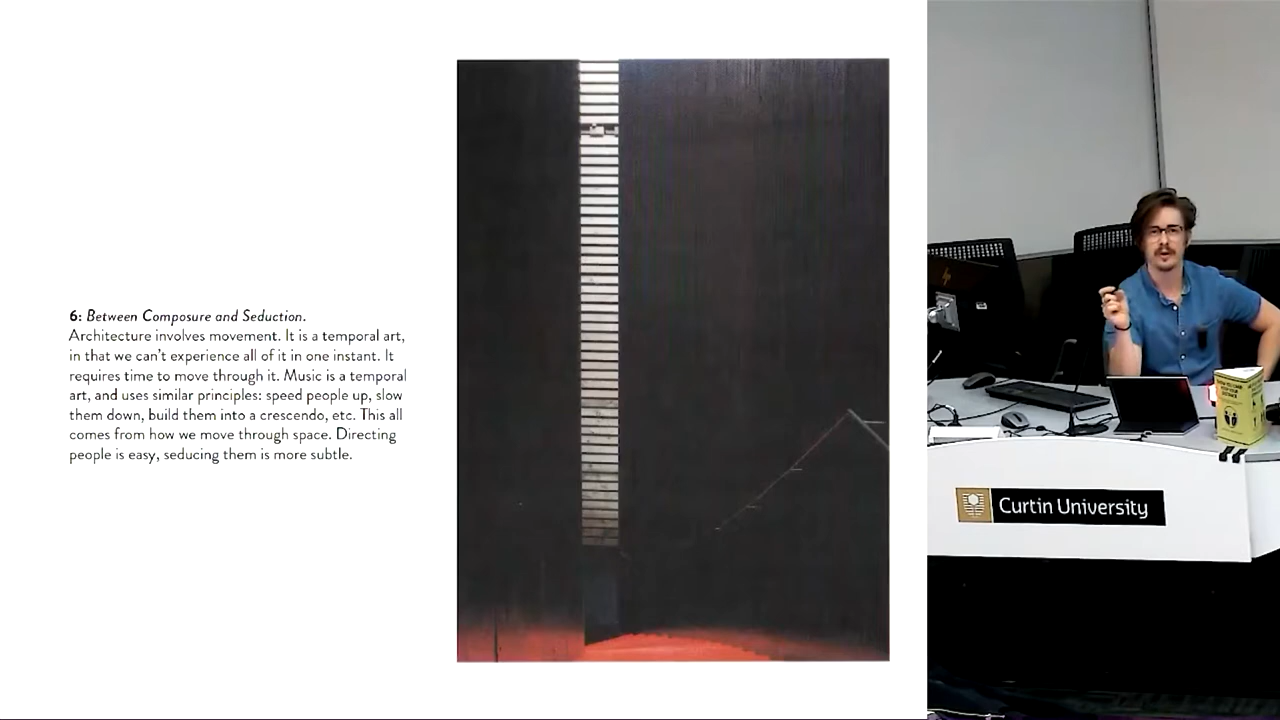 6: Between Composure and Seduction.
Architecture involves movement. It is a temporal art,
in that we can't experience all of it in one instant. It
requires time to move through it. Music is a temporal
art, and uses similar principles: speed people up, slow
them down, build them into a crescendo, etc. This all
comes from how we move through space. Directing
people is easy, seducing them is more subtle.
hp
Curtin University